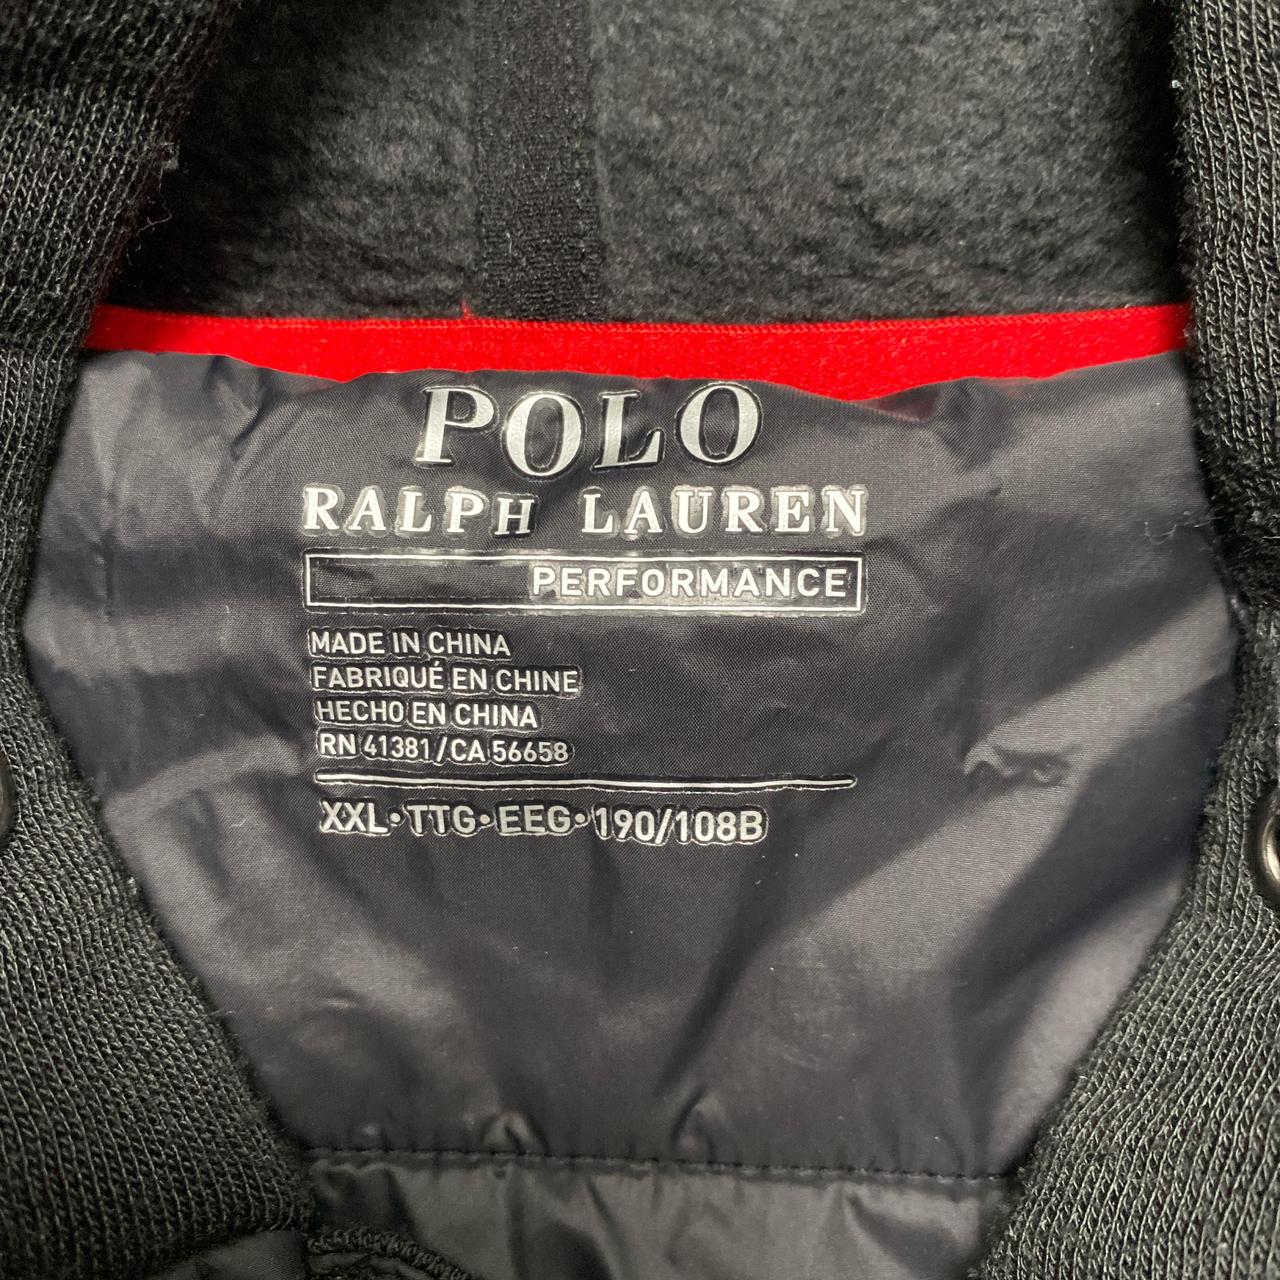 POLO
RALPH LAUREN
PERFORMANCE
MADE IN CHINA
FABRIQUÉ EN CHINE
HECHO EN CHINA
RN 41381/CA 56658
XXL•TTG•EEG•190/108B